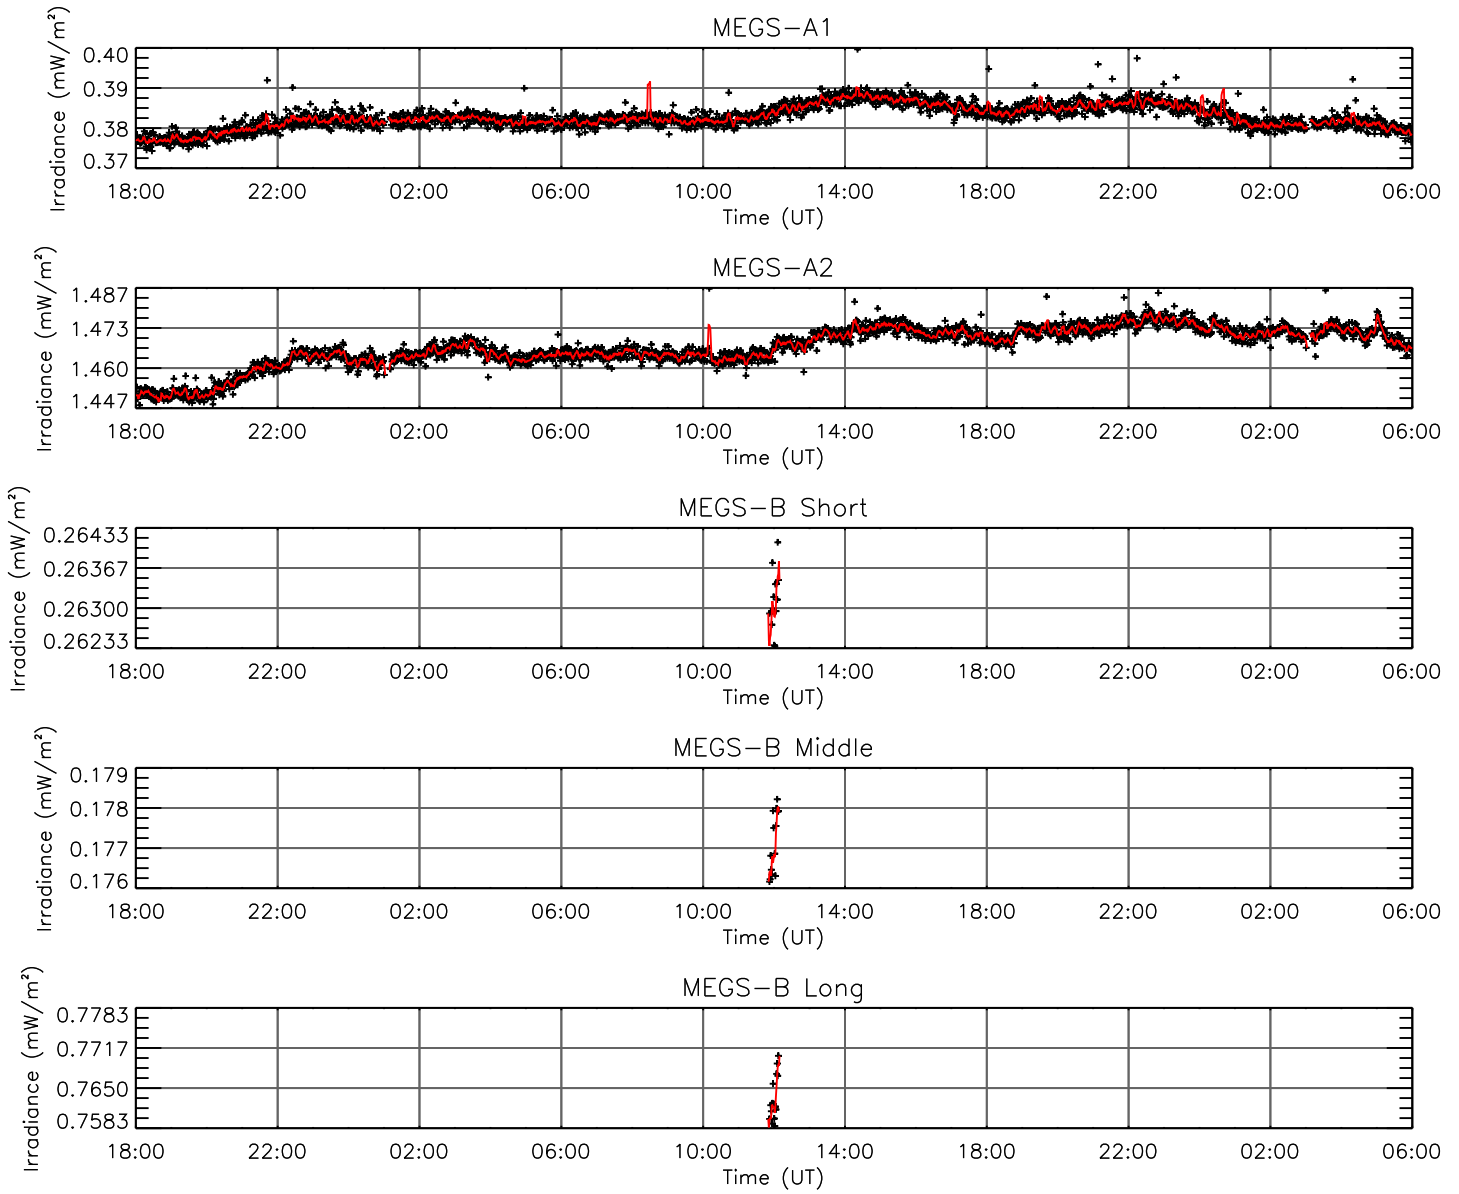 MEGS-A1
Irradiance (mW/m²)
0.40
0.39
0.38
0.37
18:00 22:00 02:00 06:00 10:00 14:00 18:00 22:00 02:00 06:00
Time (UT)
MEGS-A2
Irradiance (mW/m²)
1.487
1.473
1.460
1.447
18:00 22:00 02:00 06:00 10:00 14:00 18:00 22:00 02:00 06:00
Time (UT)
MEGS-B Short
Irradiance (mW/m²)
0.26433
0.26367
0.26300
0.26233
18:00 22:00 02:00 06:00 10:00 14:00 18:00 22:00 02:00 06:00
Time (UT)
MEGS-B Middle
Irradiance (mW/m²)
0.179
0.178
0.177
0.176
18:00 22:00 02:00 06:00 10:00 14:00 18:00 22:00 02:00 06:00
Time (UT)
MEGS-B Long
Irradiance (mW/m²)
0.7783
0.7717
0.7650
0.7583
18:00 22:00 02:00 06:00 10:00 14:00 18:00 22:00 02:00 06:00
Time (UT)